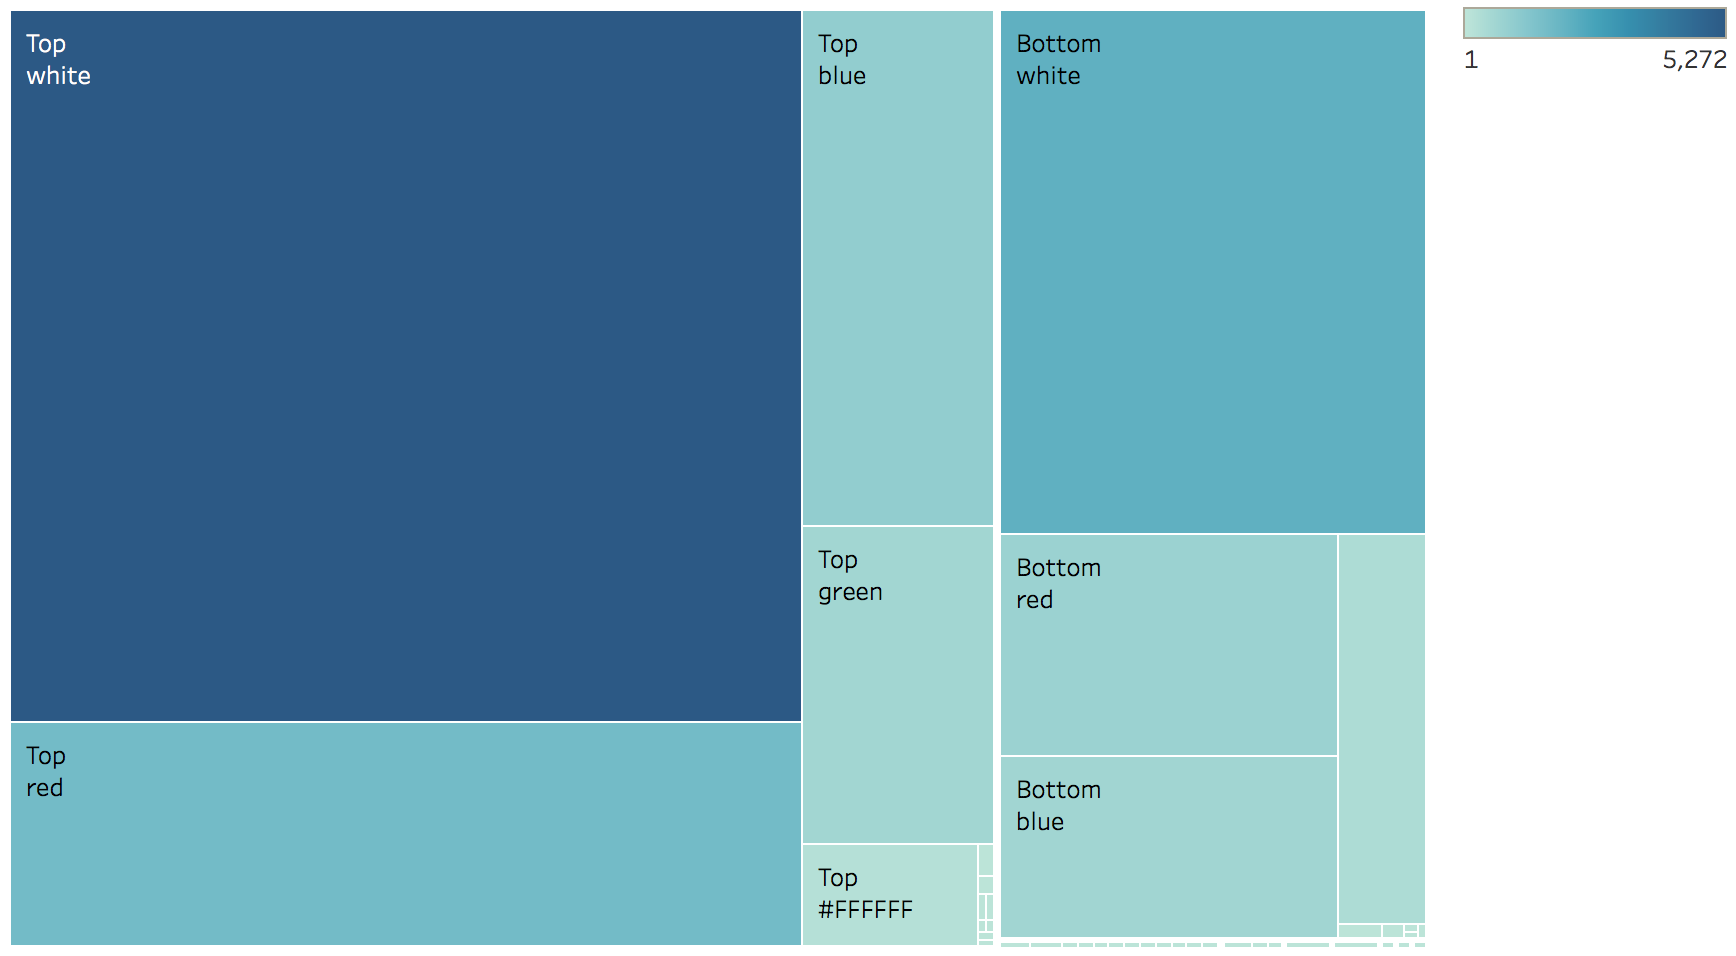 Top
white
Top
blue
Bottom
white
1 5,272
Top
green
Bottom
red
Top
red
Bottom
blue
Top
#FFFFFF